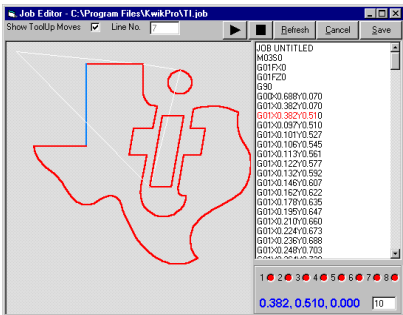 Job Editor - C:\Program Files\KwikPro\TI.job
Show ToolUp Moves Line No. 7 Refresh Cancel Save
JOB UNTITLED
M03S0
G01FX0
G01FZ0
G90
G00X0.688Y0.070
G01X0.382Y0.070
G01X0.382Y0.510
G01X0.097Y0.510
G01X0.101Y0.527
G01X0.106Y0.545
G01X0.113Y0.561
G01X0.122Y0.577
G01X0.132Y0.592
G01X0.146Y0.607
G01X0.162Y0.622
G01X0.178Y0.635
G01X0.195Y0.647
G01X0.210Y0.660
G01X0.224Y0.673
G01X0.236Y0.688
G01X0.248Y0.703
1 2 3 4 5 6 7 8
0.382, 0.510, 0.000 10